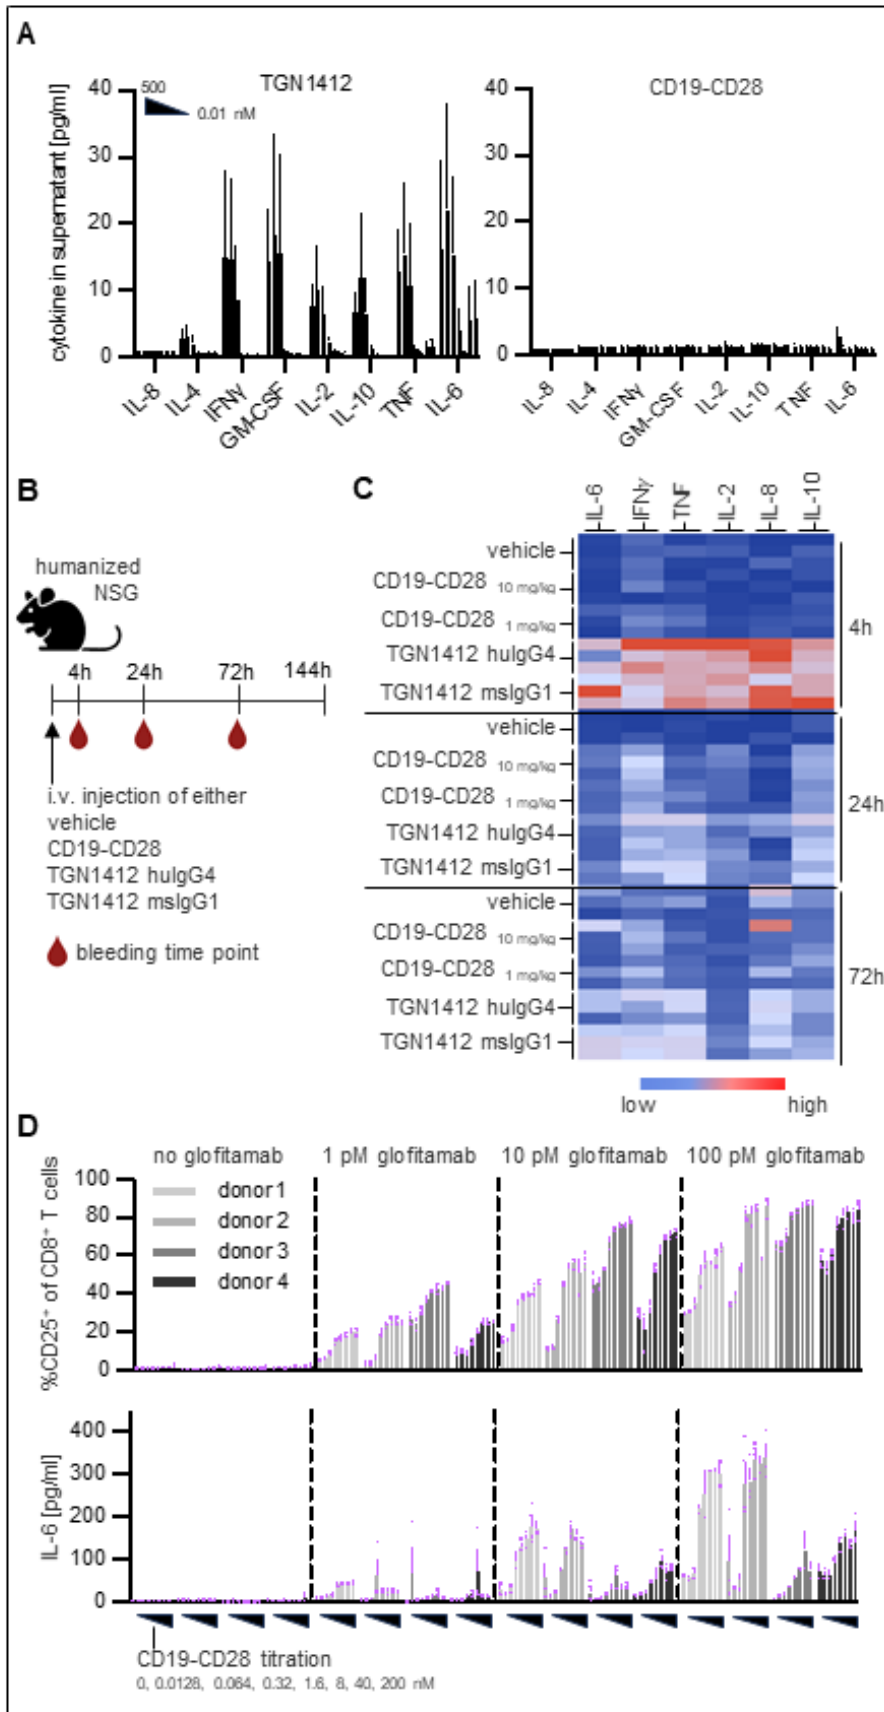 A
TGN1412
CD19-CD28
cytokine in supernatant [pg/ml]
40
30
20
10
0
500
0.01 nM
40
30
20
10
0
IL-8
IL-4
IFNγ
GM-CSF
IL-2
IL-10
TNF
IL-6
IL-8
IL-4
IFNγ
GM-CSF
IL-2
IL-10
TNF
IL-6
B
humanized
NSG
4h
24h
72h
144h
i.v. injection of either
vehicle
CD19-CD28
TGN1412 huIgG4
TGN1412 msIgG1
bleeding time point
C
IL-6
IFNγ
TNF
IL-2
IL-8
IL-10
vehicle
CD19-CD28 10 mg/kg
CD19-CD28 1 mg/kg
TGN1412 huIgG4
TGN1412 msIgG1
4h
vehicle
CD19-CD28 10 mg/kg
CD19-CD28 1 mg/kg
TGN1412 huIgG4
TGN1412 msIgG1
24h
vehicle
CD19-CD28 10 mg/kg
CD19-CD28 1 mg/kg
TGN1412 huIgG4
TGN1412 msIgG1
72h
low
high
D
no glofitamab
1 pM glofitamab
10 pM glofitamab
100 pM glofitamab
%CD25+ of CD8+ T cells
100
80
60
40
20
0
donor 1
donor 2
donor 3
donor 4
IL-6 [pg/ml]
400
300
200
100
0
CD19-CD28 titration
0, 0.0128, 0.064, 0.32, 1.6, 8, 40, 200 nM